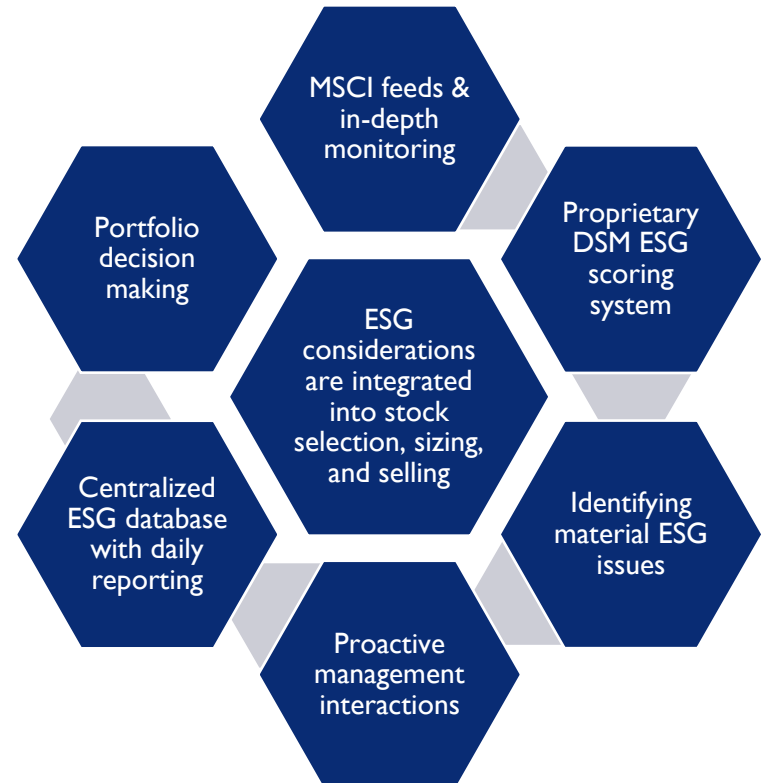 MSCI feeds &
in-depth
monitoring
Proprietary
DSM ESG
scoring
system
Identifying
material ESG
issues
Proactive
management
interactions
Centralized
ESG database
with daily
reporting
Portfolio
decision
making
ESG
considerations
are integrated
into stock
selection, sizing,
and selling